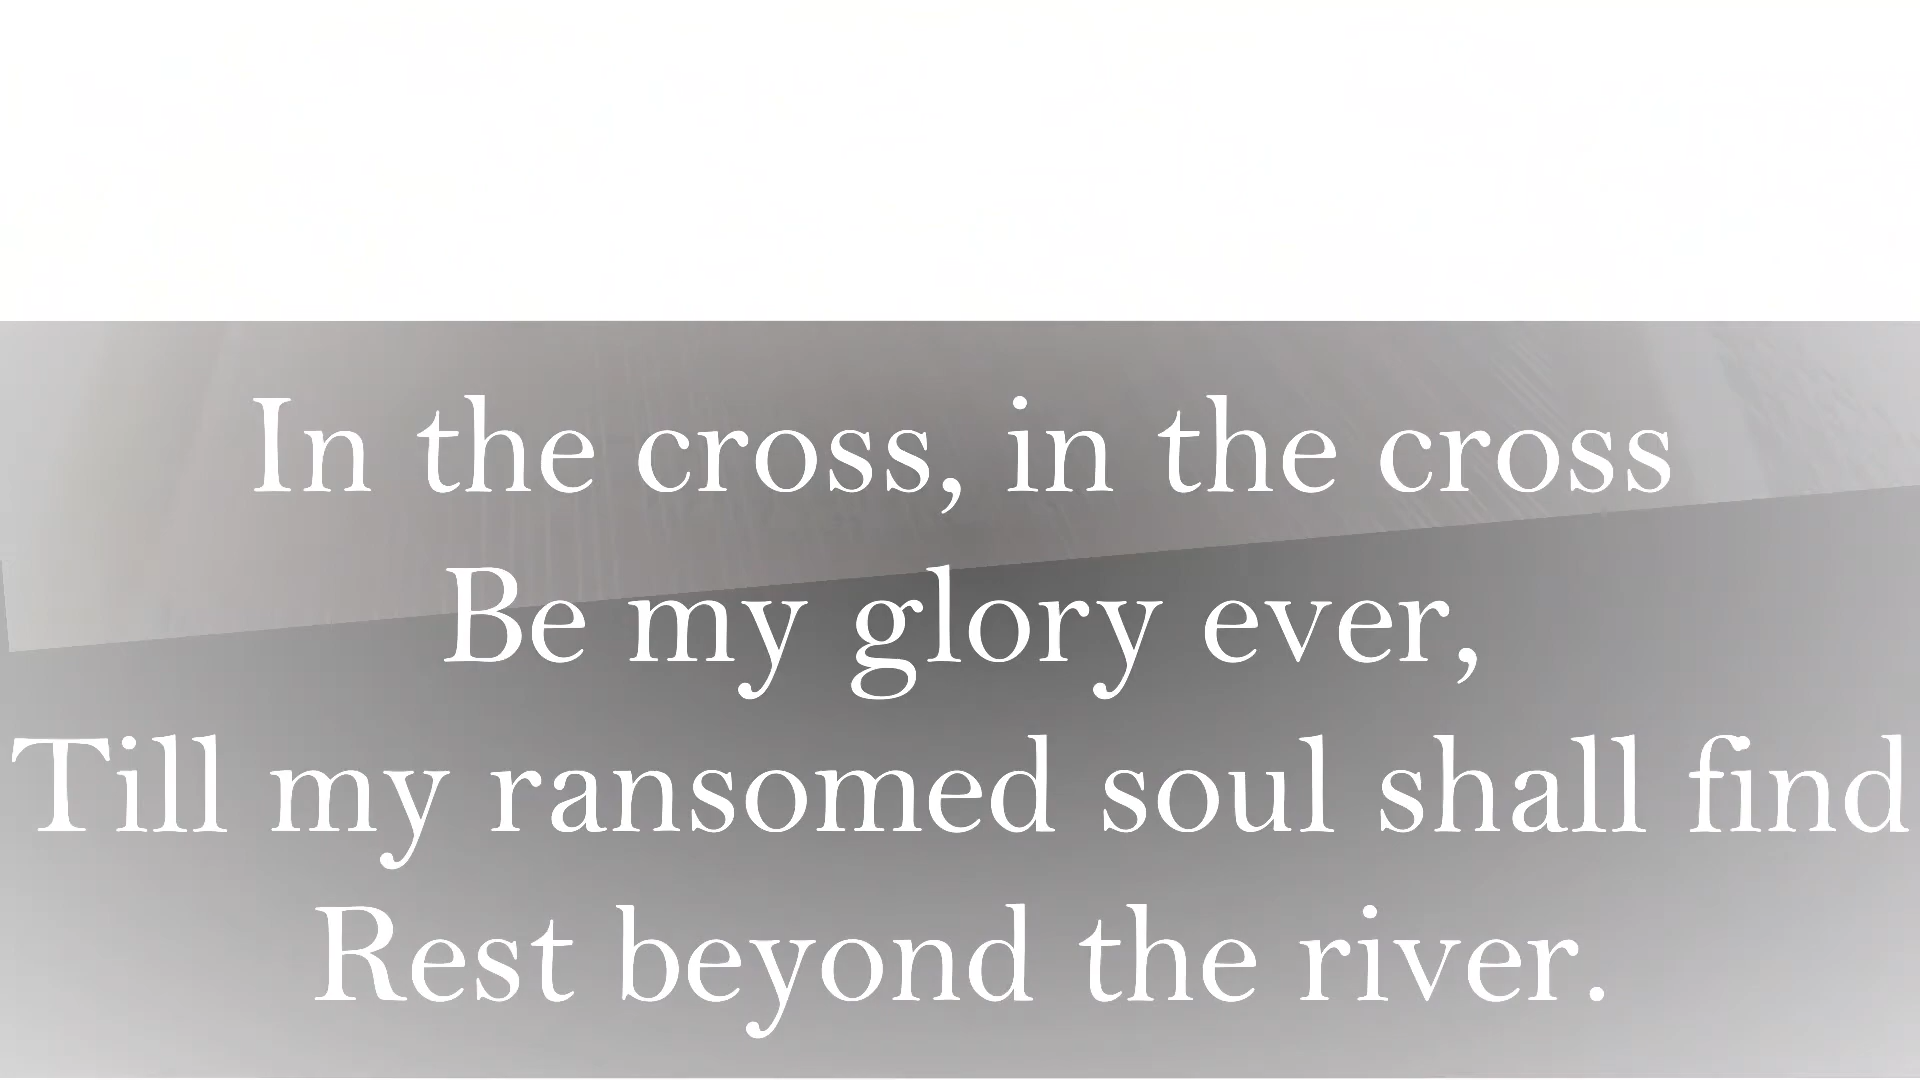 In the cross, in the cross
Be my glory ever,
Till my ransomed soul shall find
Rest beyond the river.